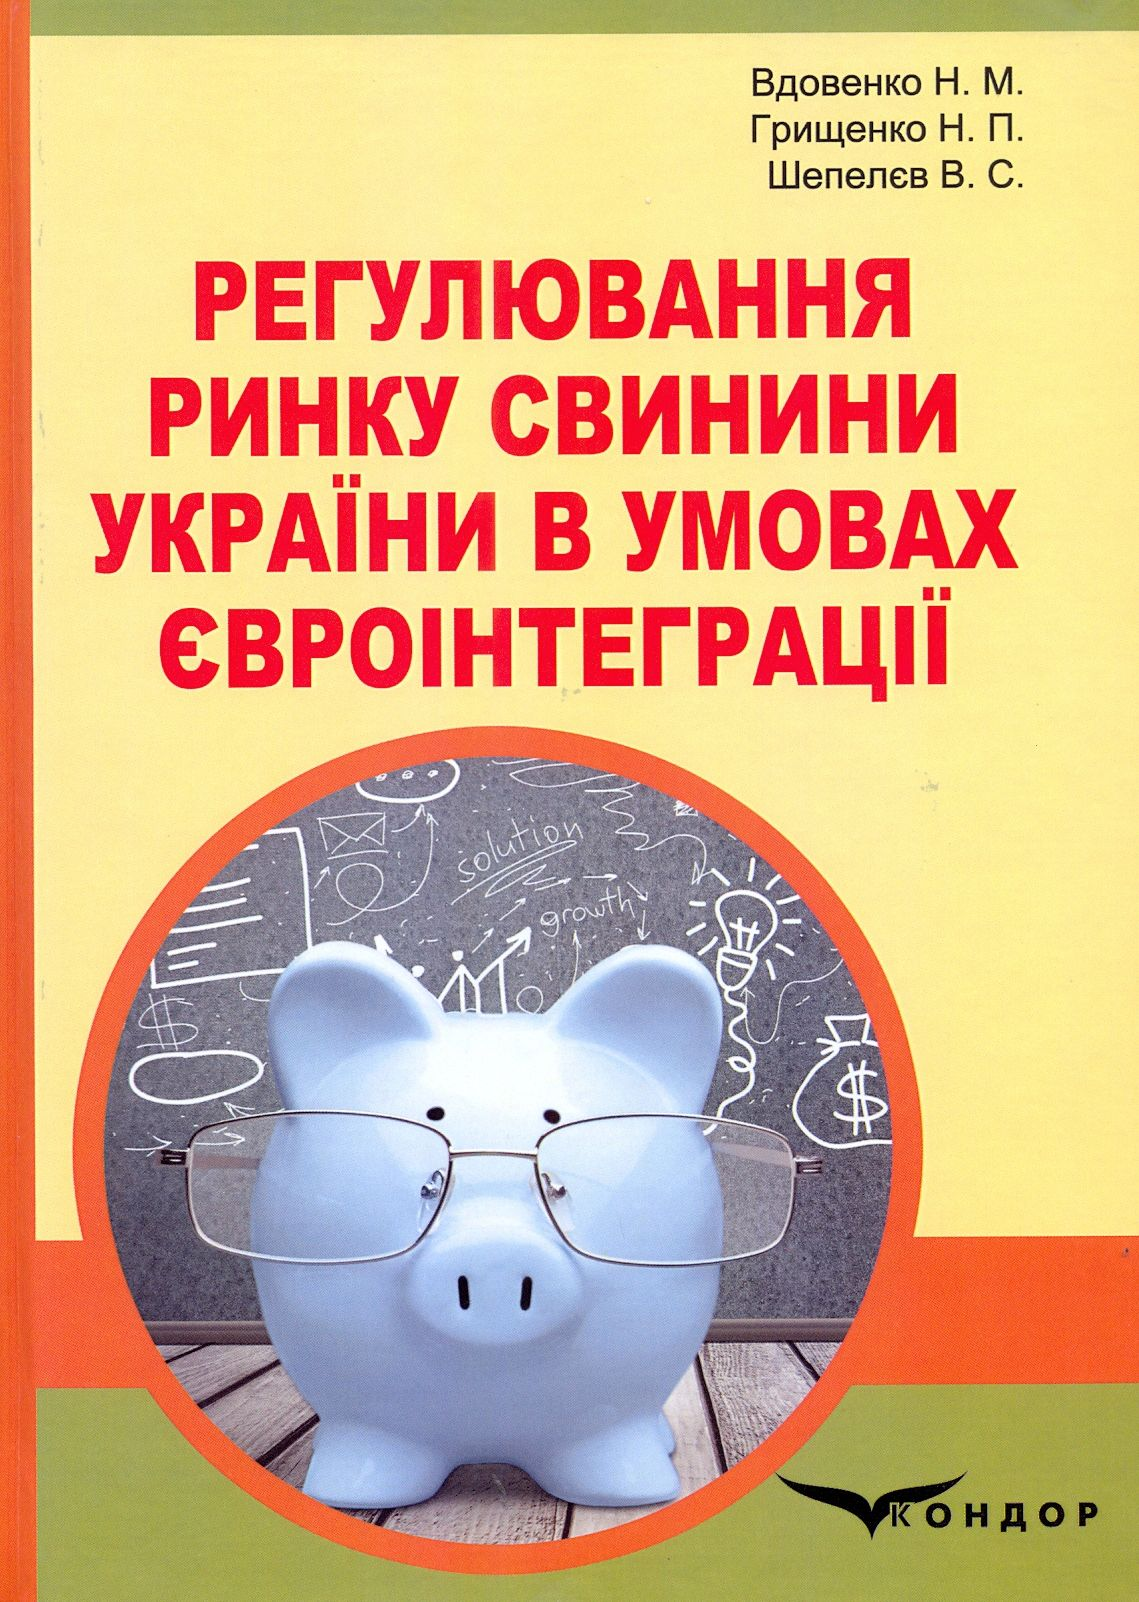 Вдовенко Н. М.
Грищенко Н. П.
Шепелєв В. С.
РЕГУЛЮВАННЯ
РИНКУ СВИНИНИ
УКРАЇНИ В УМОВАХ
ЄВРОІНТЕГРАЦІЇ
solution
growth
$
$
КОНДОР